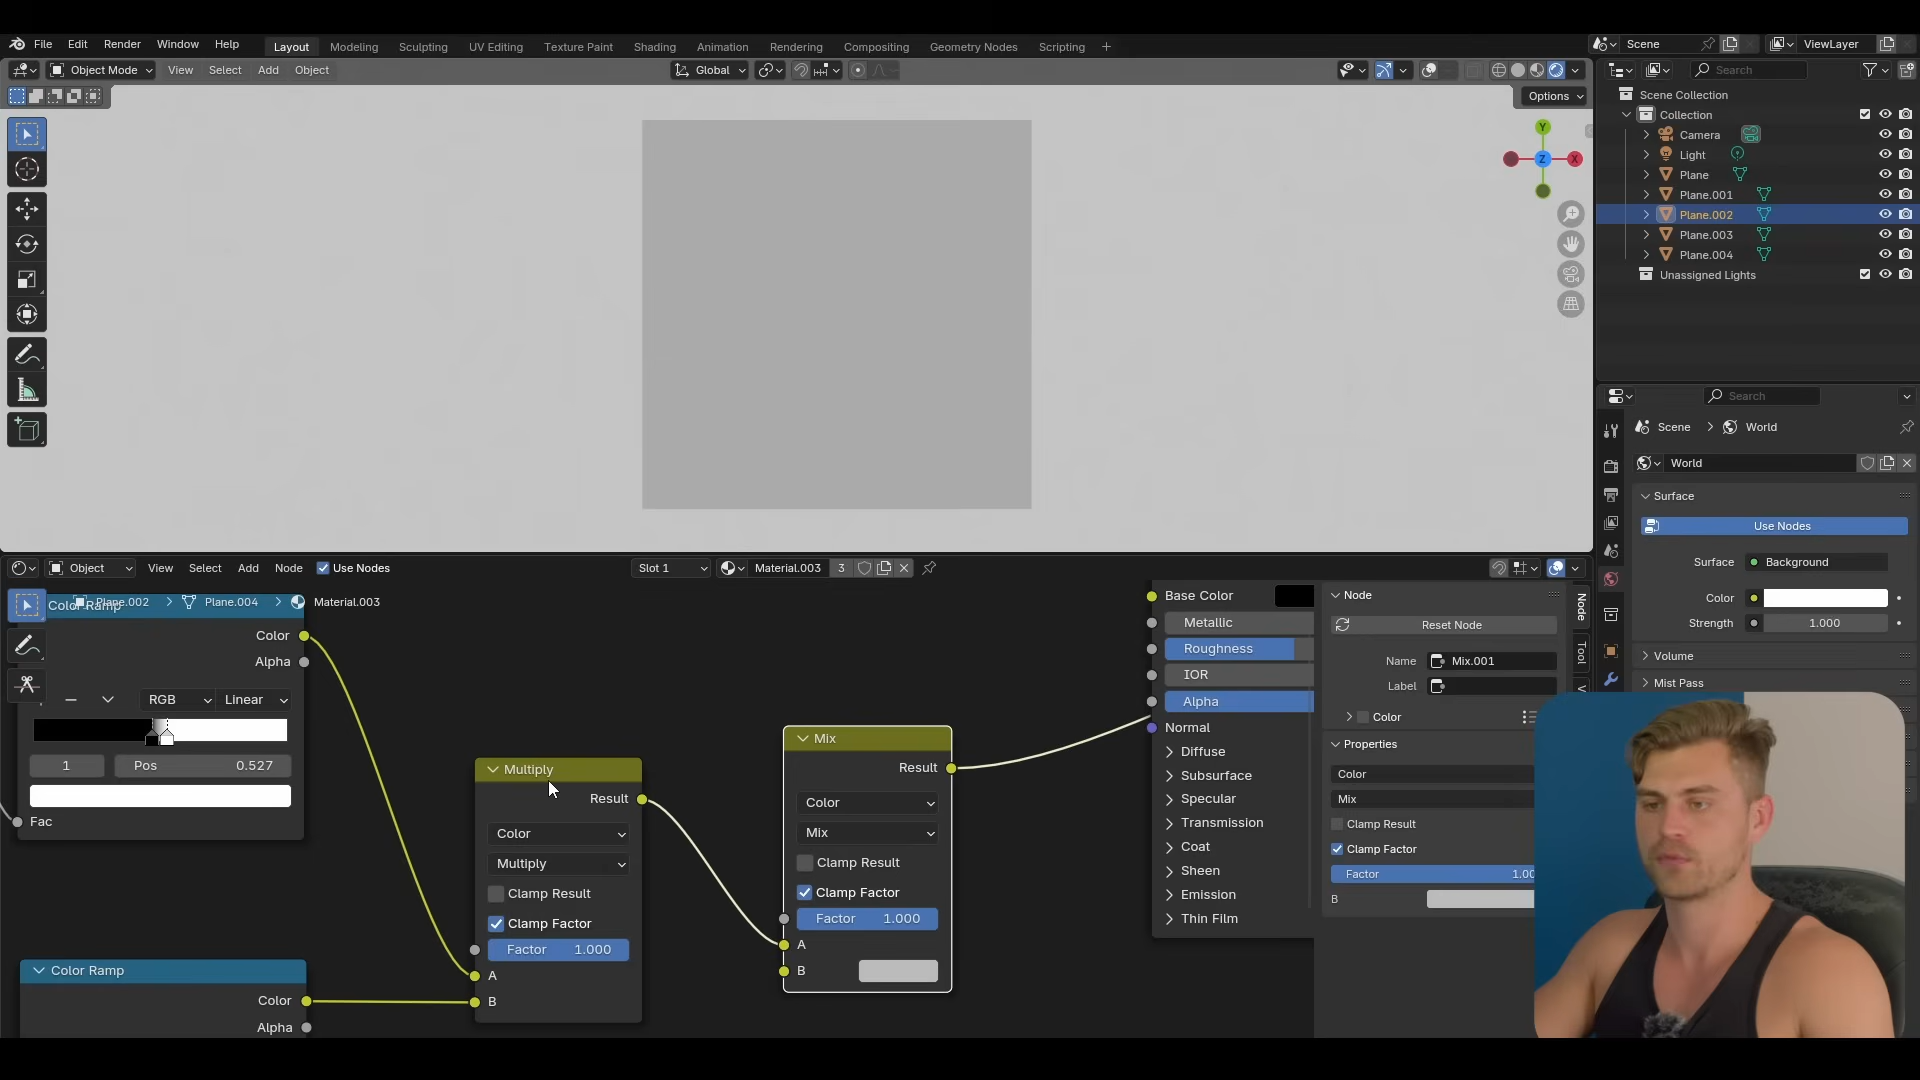 File Edit Render Window Help Layout Modeling Sculpting UV Editing Texture Paint Shading Animation Rendering Compositing Geometry Nodes Scripting + Scene ViewLayer
Object Mode View Select Add Object Global Search
Options
Scene Collection
Collection
Camera
Light
Plane
Plane.001
Plane.002
Plane.003
Plane.004
Unassigned Lights
Y
Z X
Search
Scene > World
World
Surface
Use Nodes
Surface Background
Color
Strength 1.000
Volume
Mist Pass
Object View Select Add Node Use Nodes Slot 1 Material.003 3
Plane.002 > Plane.004 > Material.003
Color Ramp
Color
Alpha
RGB Linear
1 Pos 0.527
Fac
Color Ramp
Color
Alpha
Multiply
Result
Color
Multiply
Clamp Result
Clamp Factor
Factor 1.000
A
B
Mix
Result
Color
Mix
Clamp Result
Clamp Factor
Factor 1.000
A
B
Base Color
Metallic
Roughness
IOR
Alpha
Normal
Diffuse
Subsurface
Specular
Transmission
Coat
Sheen
Emission
Thin Film
Node
Reset Node
Name Mix.001
Label
Color
Properties
Color
Mix
Clamp Result
Clamp Factor
Factor 1.00
B
Node
Tool